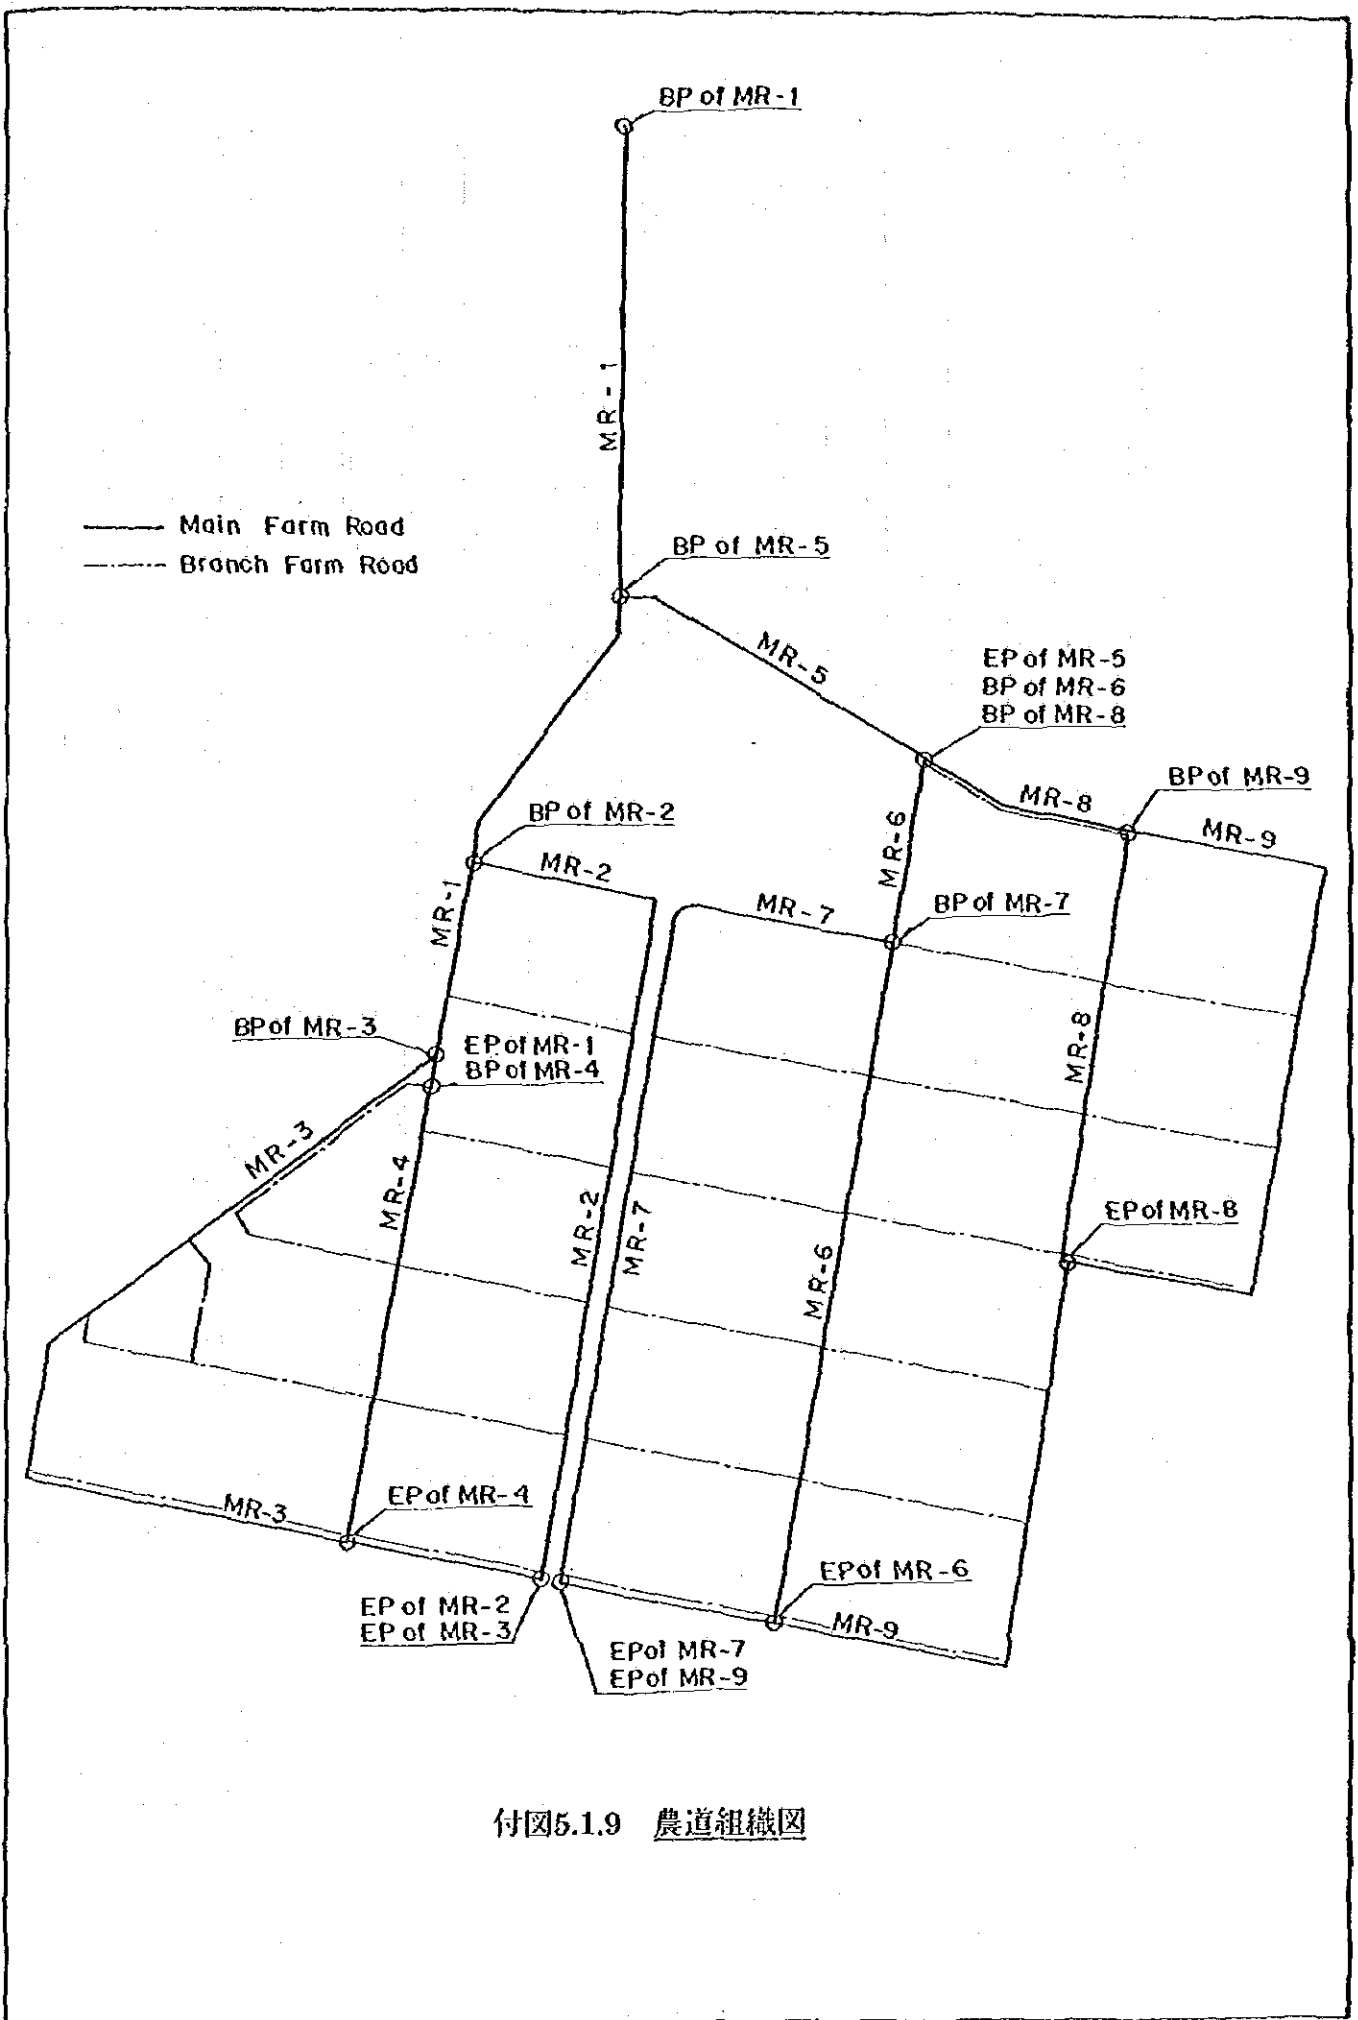 BP of MR-1
MR-1
Main Farm Road
Branch Farm Road
BP of MR-5
MR-5
EP of MR-5
BP of MR-6
BP of MR-8
BP of MR-9
MR-8
MR-9
BP of MR-2
MR-2
MR-6
MR-1
MR-7
BP of MR-7
BP of MR-3
EP of MR-1
BP of MR-4
MR-8
MR-3
MR-4
MR-2
MR-7
MR-6
EP of MR-8
MR-3
EP of MR-4
EP of MR-6
MR-9
EP of MR-2
EP of MR-3
EP of MR-7
EP of MR-9
付図5.1.9 農道組織図